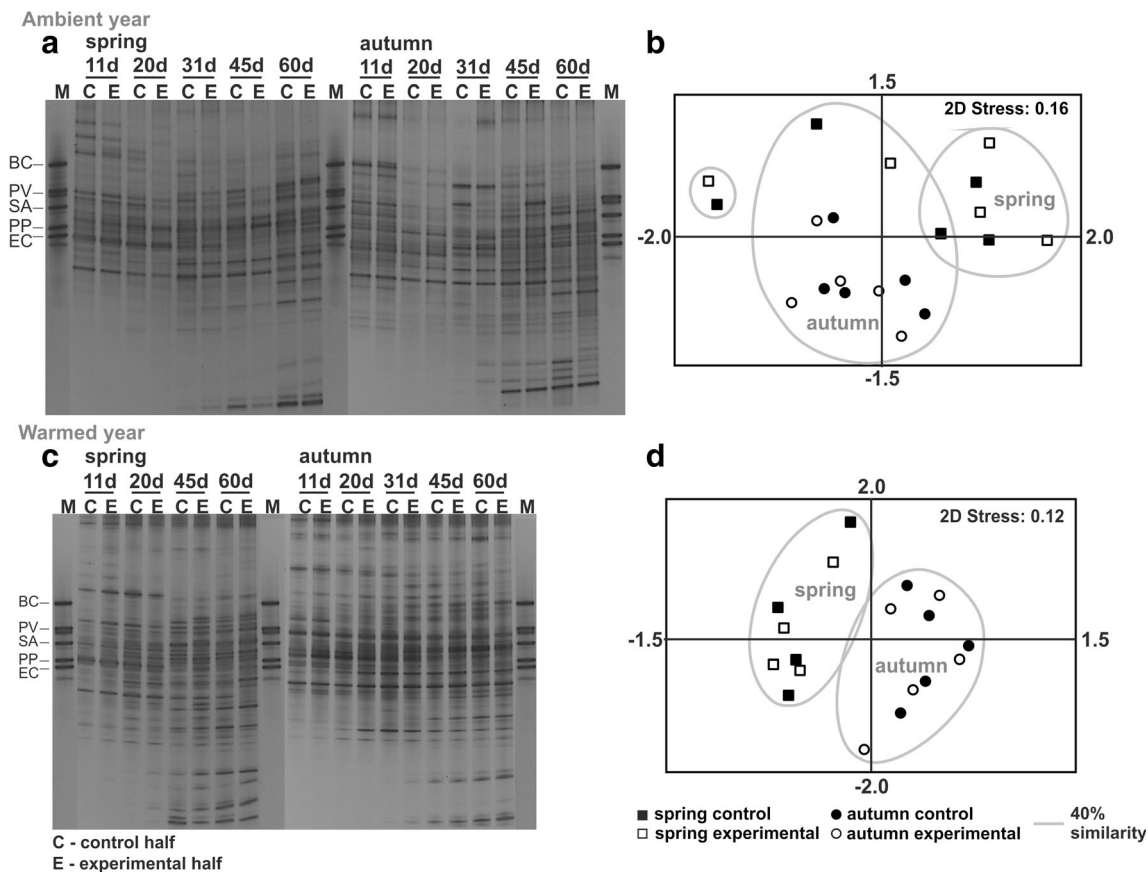 Ambient year
a
spring
autumn
11d 20d 31d 45d 60d
11d 20d 31d 45d 60d
M C E C E C E C E C E M C E C E C E C E C E M
BC
PV
SA
PP
EC
b
1.5
2D Stress: 0.16
spring
-2.0
2.0
autumn
-1.5
Warmed year
c
spring
autumn
11d 20d 45d 60d
11d 20d 31d 45d 60d
M C E C E C E C E M C E C E C E C E C E M
BC
PV
SA
PP
EC
C - control half
E - experimental half
d
2.0
2D Stress: 0.12
spring
-1.5
1.5
autumn
-2.0
spring control
autumn control
40%
spring experimental
autumn experimental
similarity